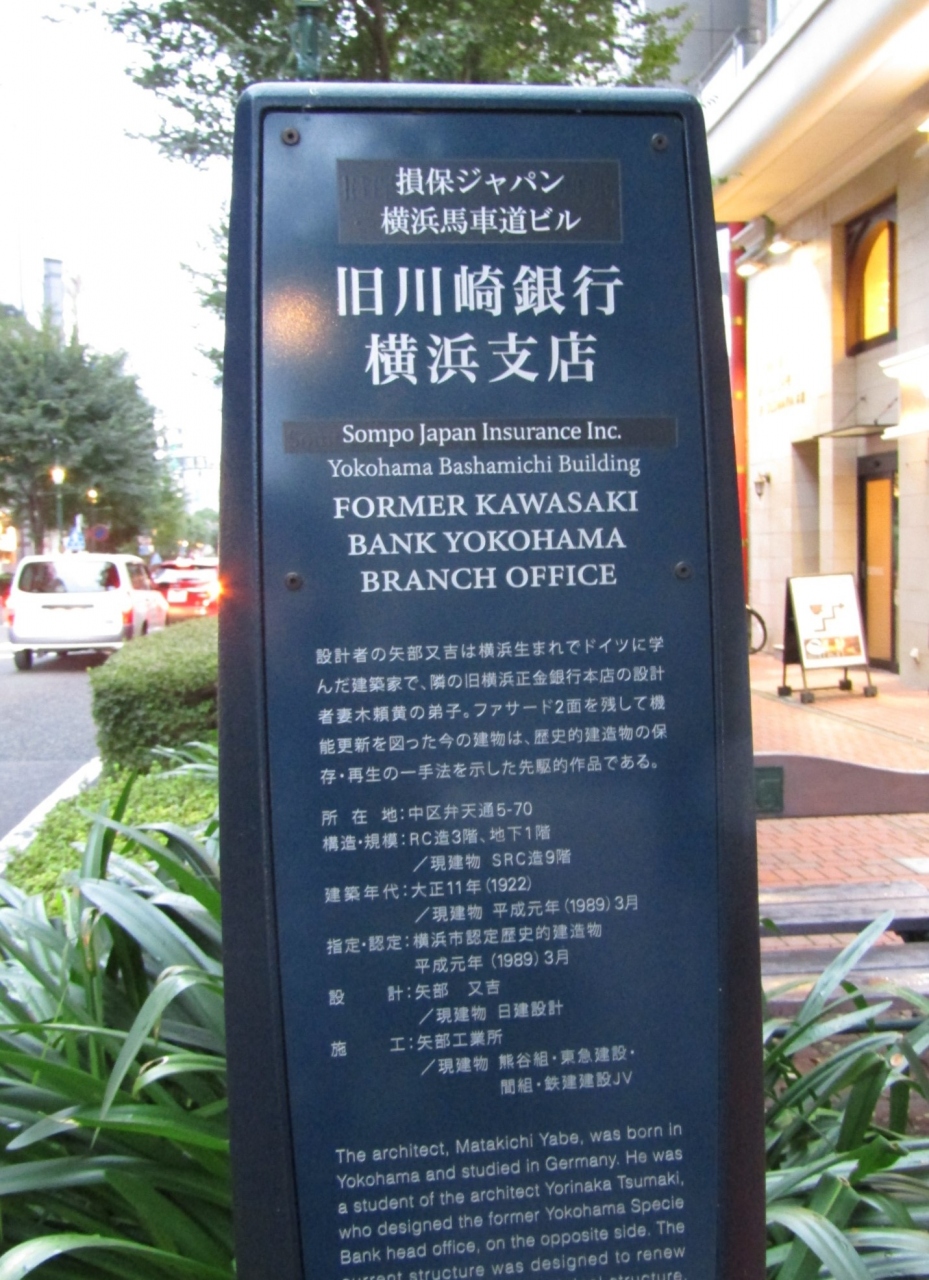 損保ジャパン
横浜馬車道ビル
旧川崎銀行
横浜支店
Sompo Japan Insurance Inc.
Yokohama Bashamichi Building
FORMER KAWASAKI
BANK YOKOHAMA
BRANCH OFFICE
設計者の矢部又吉は横浜生まれでドイツに学
んだ建築家で、隣の旧横浜正金銀行本店の設計
者妻木頼黄の弟子。ファサード2面を残して機
能更新を図った今の建物は、歴史的建造物の保
存・再生の一手法を示した先駆的作品である。
所在地:中区弁天通5-70
構造・規模:RC造3階、地下1階
/現建物 SRC造9階
建築年代:大正11年(1922)
/現建物 平成元年(1989)3月
指定・認定:横浜市認定歴史的建造物
平成元年(1989)3月
設計:矢部 又吉
/現建物 日建設計
施工:矢部工業所
/現建物 熊谷組・東急建設・
間組・鉄建建設JV
The architect, Matakichi Yabe, was born in
Yokohama and studied in Germany. He was
a student of the architect Yorinaka Tsumaki,
who designed the former Yokohama Specie
Bank head office, on the opposite side. The
current structure was designed to renew
structure,